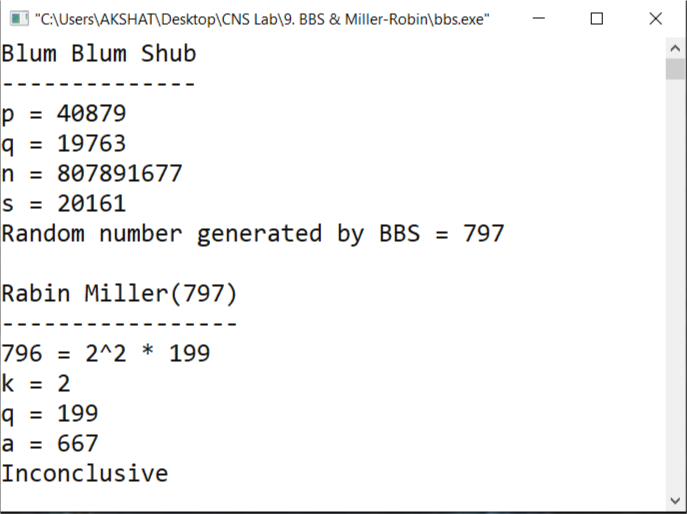 "C:\Users\AKSHAT\Desktop\CNS Lab\9. BBS & Miller-Robin\bbs.exe"
Blum Blum Shub
--------------
p = 40879
q = 19763
n = 807891677
s = 20161
Random number generated by BBS = 797
Rabin Miller(797)
-----------------
796 = 2^2 * 199
k = 2
q = 199
a = 667
Inconclusive